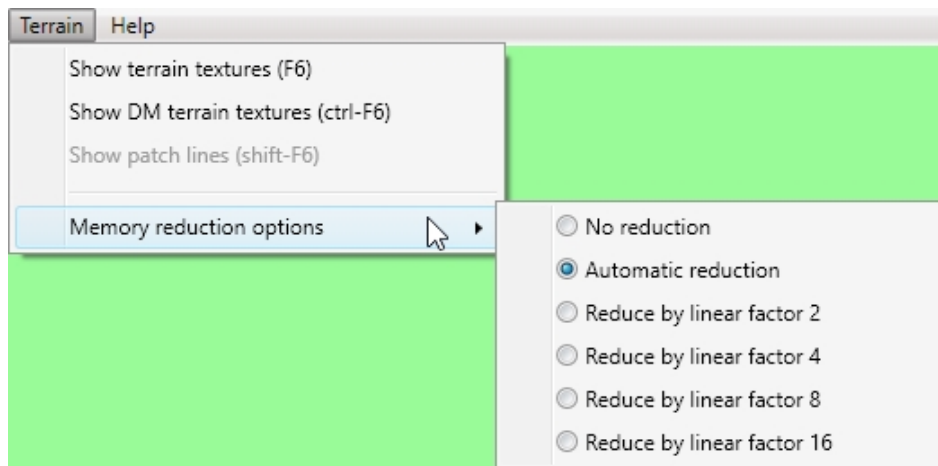 Terrain Help
Show terrain textures (F6)
Show DM terrain textures (ctrl-F6)
Show patch lines (shift-F6)
Memory reduction options
No reduction
Automatic reduction
Reduce by linear factor 2
Reduce by linear factor 4
Reduce by linear factor 8
Reduce by linear factor 16